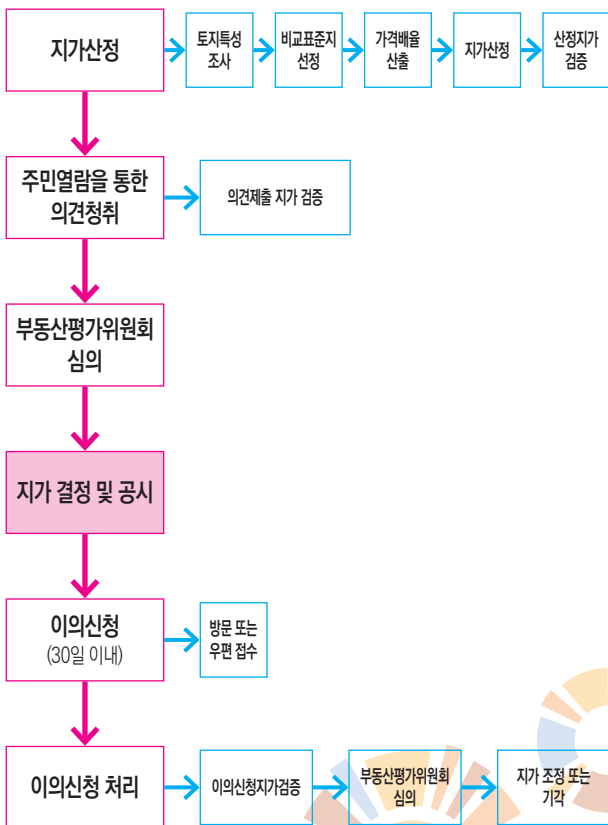 지가산정
토지특성
조사
비교표준지
선정
가격배율
산출
지가산정
산정지가
검증
주민열람을 통한
의견청취
의견제출 지가 검증
부동산평가위원회
심의
지가 결정 및 공시
이의신청
(30일 이내)
방문 또는
우편 접수
이의신청 처리
이의신청지가검증
부동산평가위원회
심의
지가 조정 또는
기각